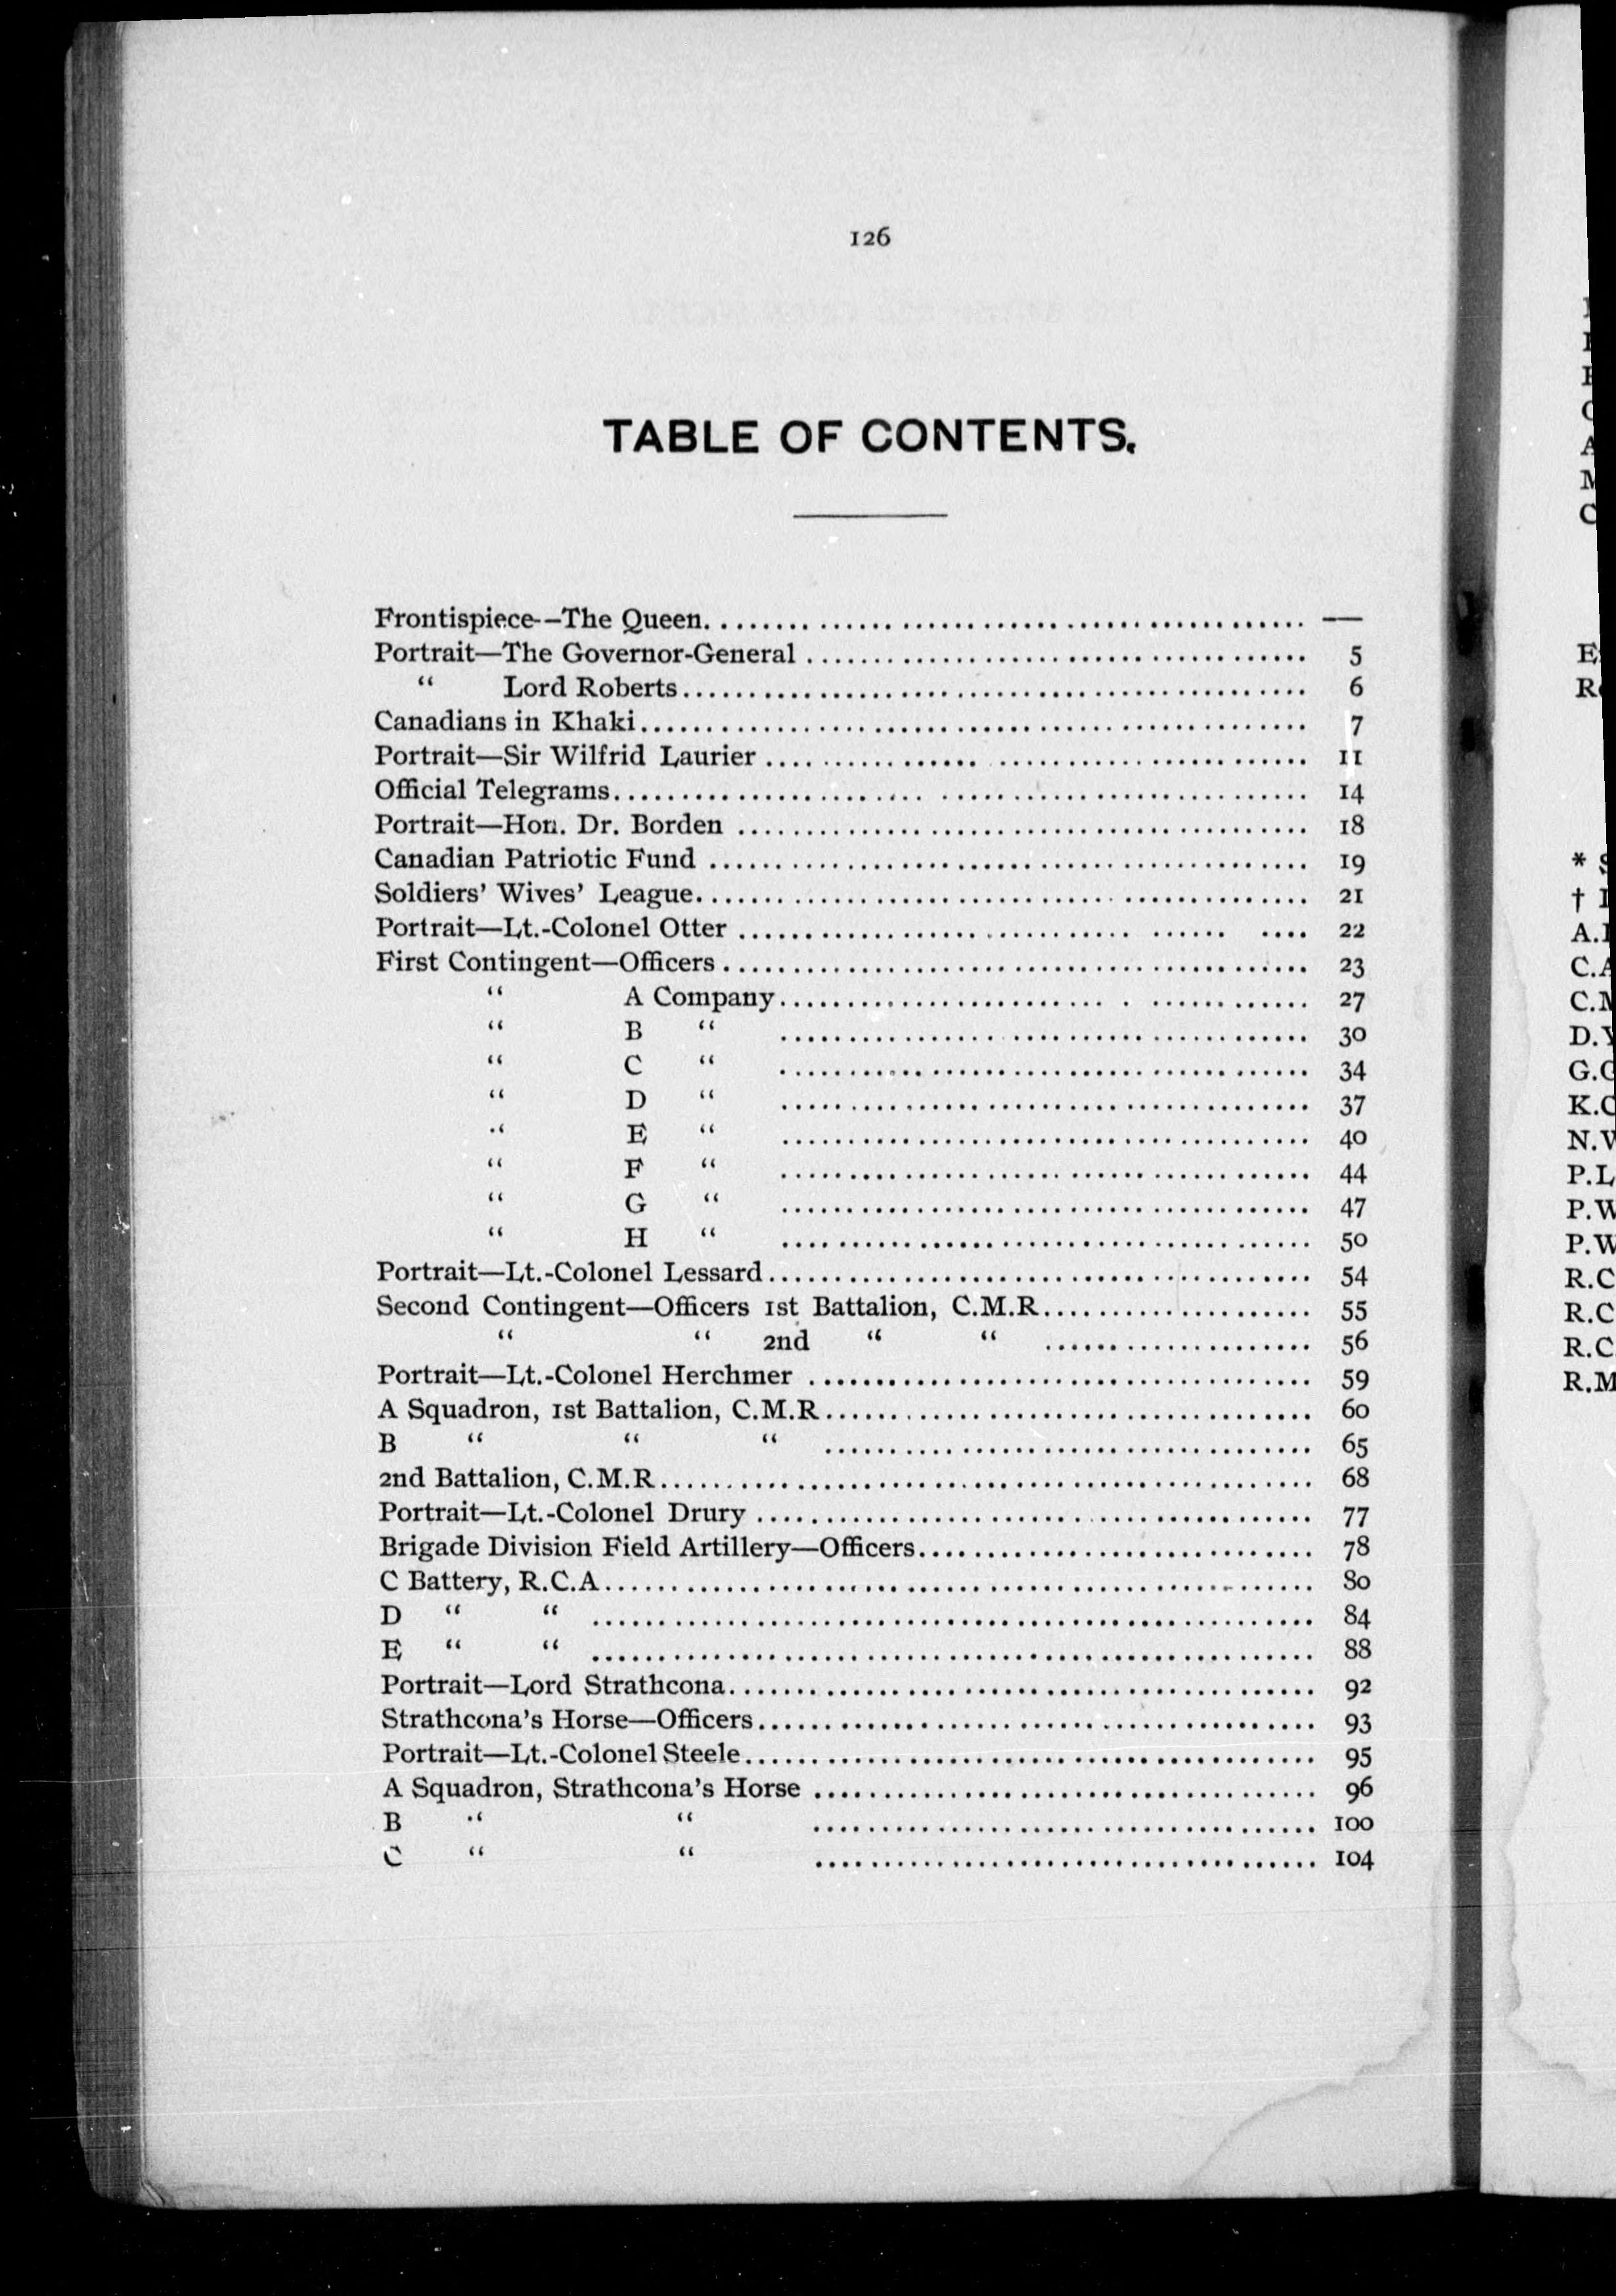 126
TABLE OF CONTENTS.
Frontispiece--The Queen. ........ — 
Portrait—The Governor-General ........ 5
“ Lord Roberts........ 6
Canadians in Khaki........ 7
Portrait—Sir Wilfrid Laurier ........ 11
Official Telegrams........ 14
Portrait—Hon. Dr. Borden ........ 18
Canadian Patriotic Fund ........ 19
Soldiers’ Wives’ League........ 21
Portrait—Lt.-Colonel Otter ........ 22
First Contingent—Officers ........ 23
“ A Company........ 27
“ B “ ........ 30
“ C “ ........ 34
“ D “ ........ 37
“ E “ ........ 40
“ F “ ........ 44
“ G “ ........ 47
“ H “ ........ 50
Portrait—Lt.-Colonel Lessard........ 54
Second Contingent—Officers 1st Battalion, C.M.R........ 55
“ “ 2nd “ “ ........ 56
Portrait—Lt.-Colonel Herchmer ........ 59
A Squadron, 1st Battalion, C.M.R........ 60
B “ “ “ ........ 65
2nd Battalion, C.M.R........ 68
Portrait—Lt.-Colonel Drury ........ 77
Brigade Division Field Artillery—Officers........ 78
C Battery, R.C.A........ 80
D “ “ ........ 84
E “ “ ........ 88
Portrait—Lord Strathcona........ 92
Strathcona’s Horse—Officers........ 93
Portrait—Lt.-Colonel Steele........ 95
A Squadron, Strathcona’s Horse ........ 96
B “ “ ........ 100
C “ “ ........ 104